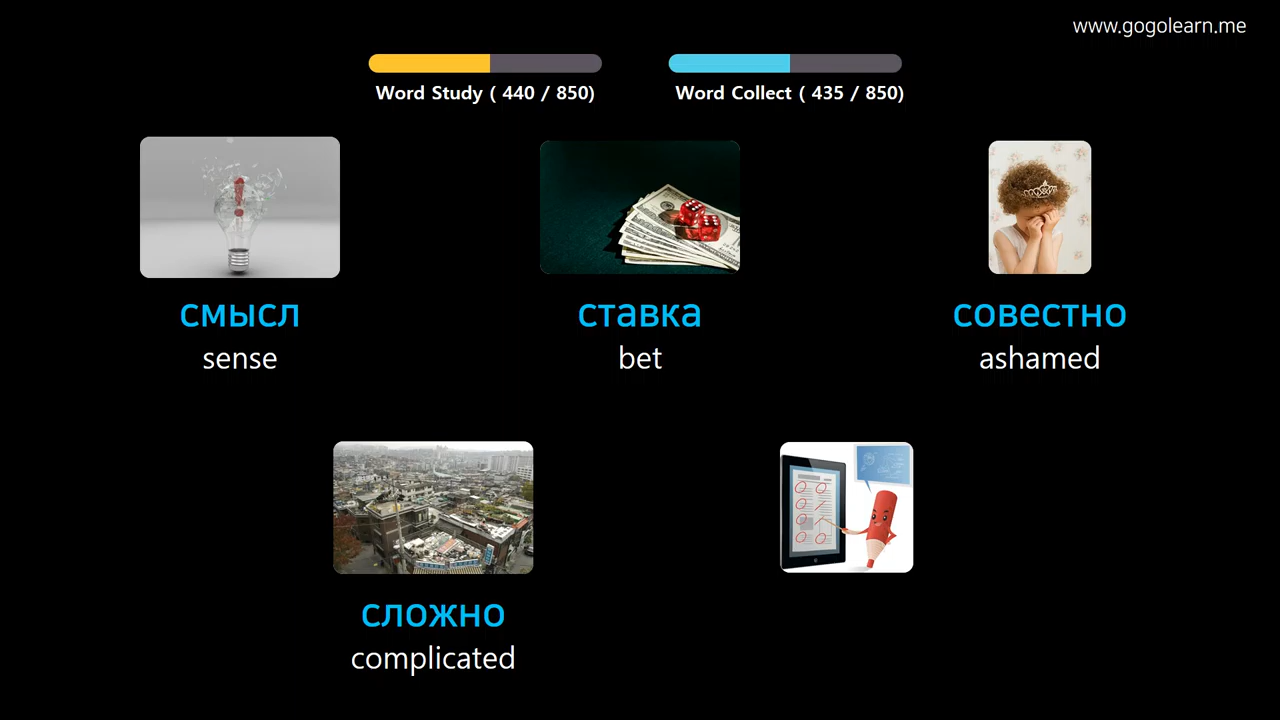 www.gogolearn.me
Word Study ( 440 / 850)
Word Collect ( 435 / 850)
смысл
sense
ставка
bet
совестно
ashamed
сложно
complicated